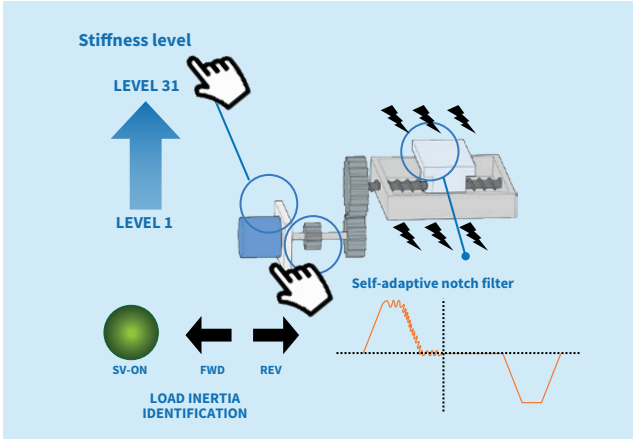 Stiffness level
LEVEL 31
LEVEL 1
Self-adaptive notch filter
SV-ON
FWD
REV
LOAD INERTIA
IDENTIFICATION